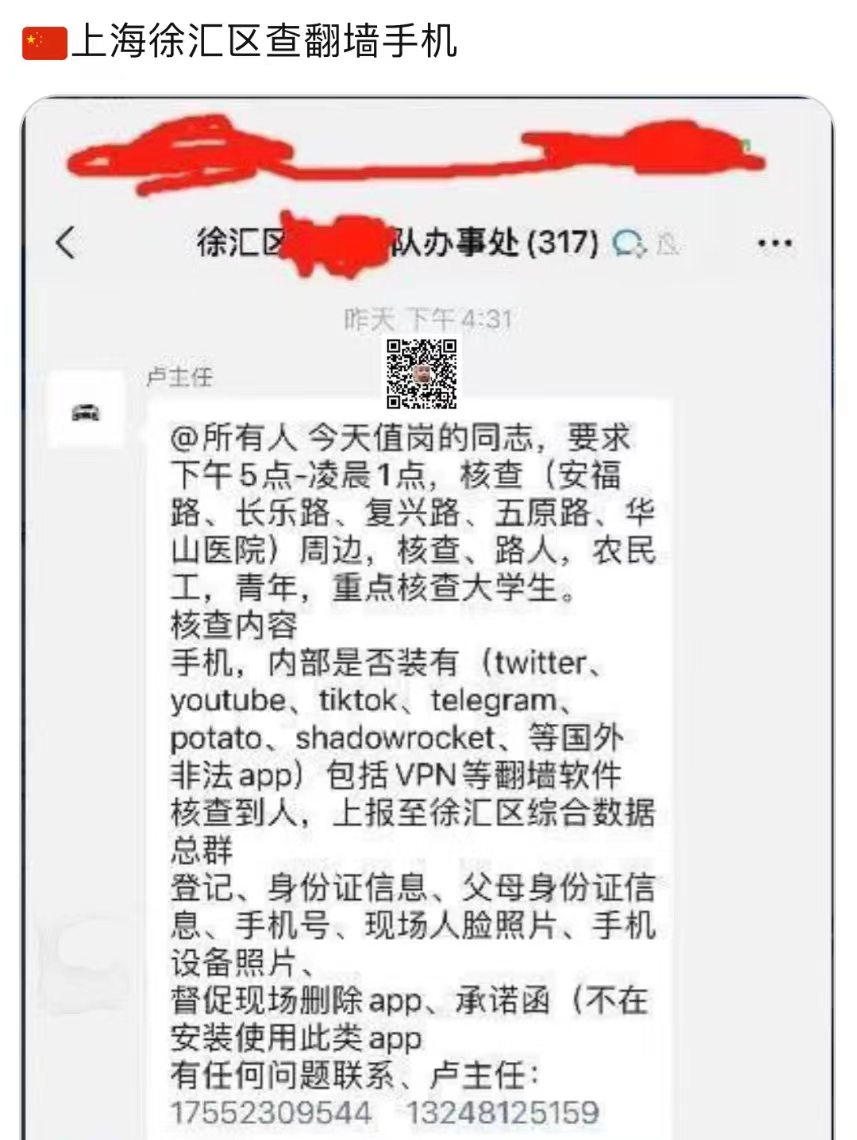 上海徐汇区查翻墙手机
徐汇区
队办事处(317)
昨天 下午4:31
卢主任
@所有人 今天值岗的同志，要求
下午5点-凌晨1点，核查（安福
路、长乐路、复兴路、五原路、华
山医院）周边，核查、路人，农民
工，青年，重点核查大学生。
核查内容
手机，内部是否装有（twitter、
youtube、tiktok、telegram、
potato、shadowrocket、等国外
非法app）包括VPN等翻墙软件
核查到人，上报至徐汇区综合数据
总群
登记、身份证信息、父母身份证信
息、手机号、现场人脸照片、手机
设备照片、
督促现场删除app、承诺函（不在
安装使用此类app
有任何问题联系、卢主任：
17552309544 13248125159